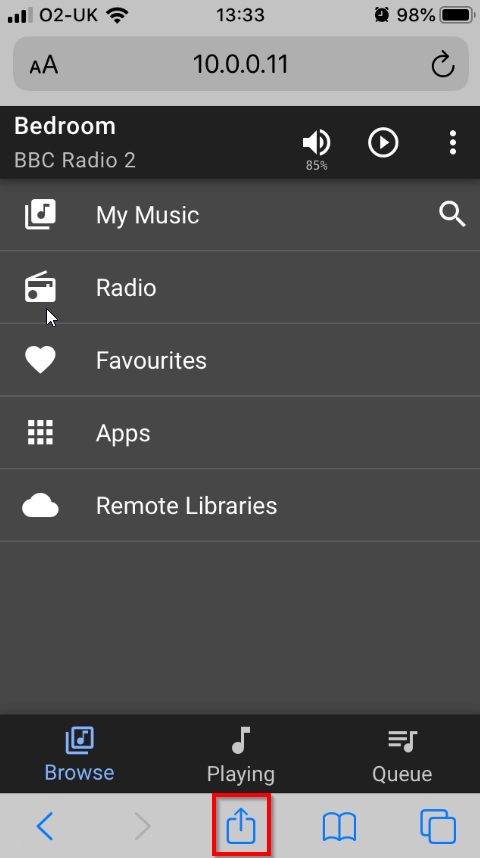 O2-UK 13:33 98%
AA 10.0.0.11
Bedroom
BBC Radio 2
85%
My Music
Radio
Favourites
Apps
Remote Libraries
Browse Playing Queue